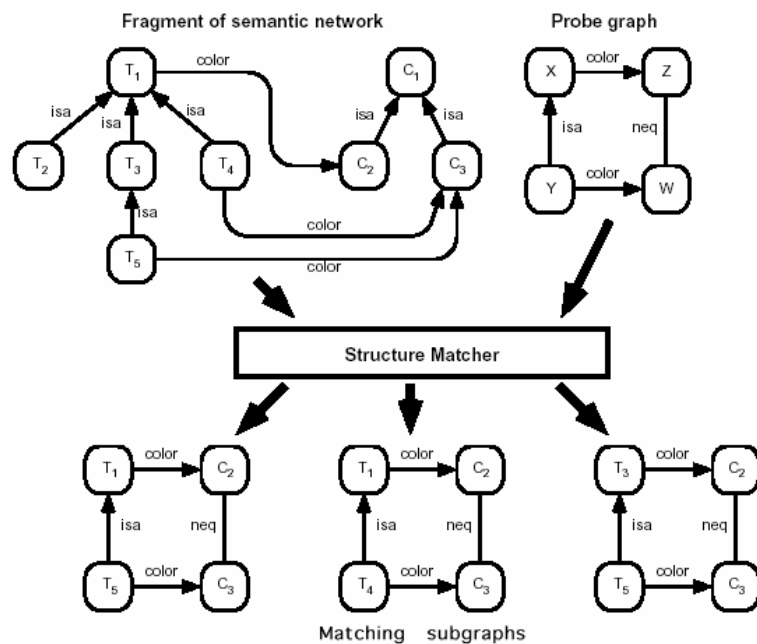 Fragment of semantic network
Probe graph
T1
color
C1
X
color
Z
isa
isa
isa
isa
isa
isa
neq
T2
T3
T4
C2
C3
Y
color
W
isa
color
T5
color
Structure Matcher
T1
color
C2
T1
color
C2
T3
color
C2
isa
neq
isa
neq
isa
neq
T5
color
C3
T4
color
C3
T5
color
C3
Matching subgraphs